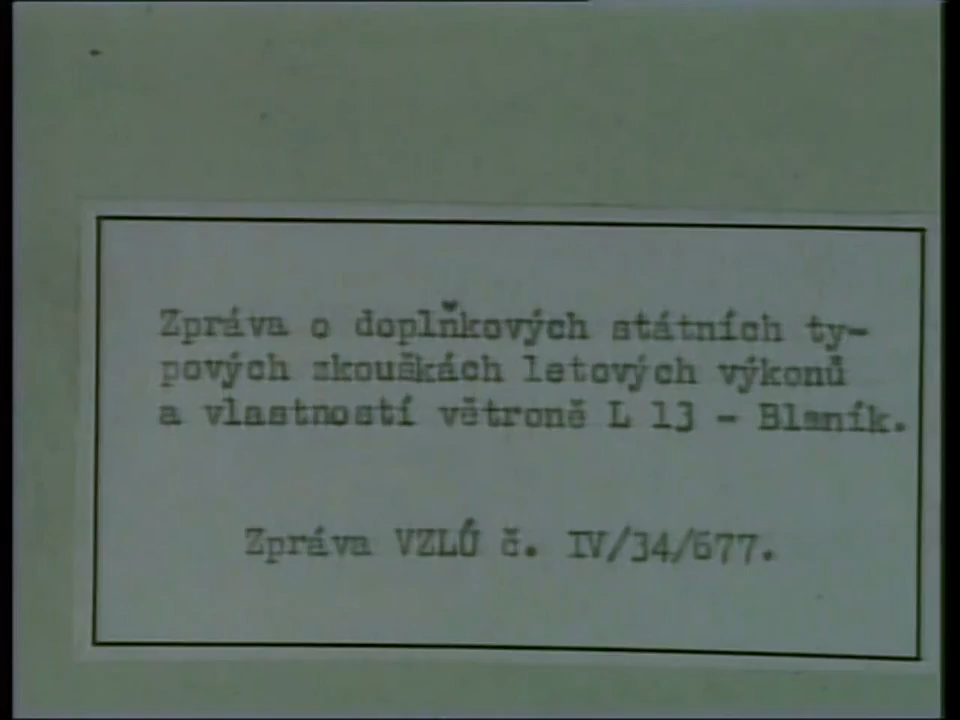 Zpráva o doplňkových státních ty-
pových zkouškách letových výkonů
a vlastností větroně L 13 - Blaník.
Zpráva VZLÚ č. IV/34/677.